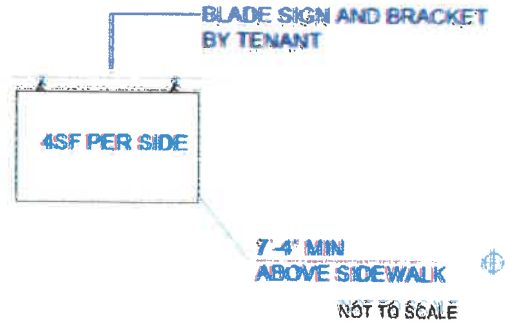 BLADE SIGN AND BRACKET
BY TENANT
4SF PER SIDE
7'-4" MIN
ABOVE SIDEWALK
NOT TO SCALE